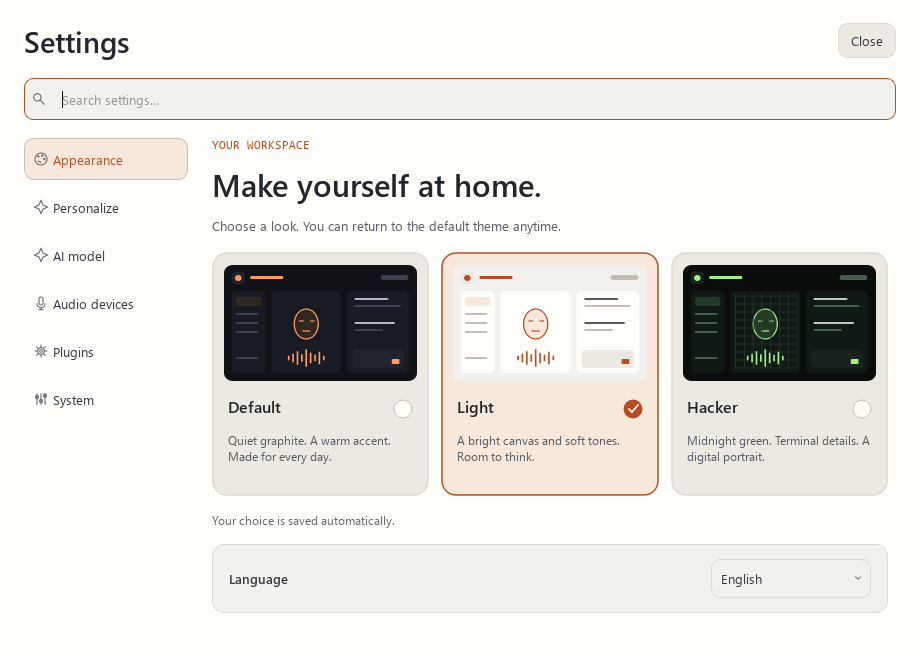 Settings
Close
Search settings...
Appearance
Personalize
AI model
Audio devices
Plugins
System
YOUR WORKSPACE
Make yourself at home.
Choose a look. You can return to the default theme anytime.
Default
Quiet graphite. A warm accent.
Made for every day.
Light
A bright canvas and soft tones.
Room to think.
Hacker
Midnight green. Terminal details. A
digital portrait.
Your choice is saved automatically.
Language
English